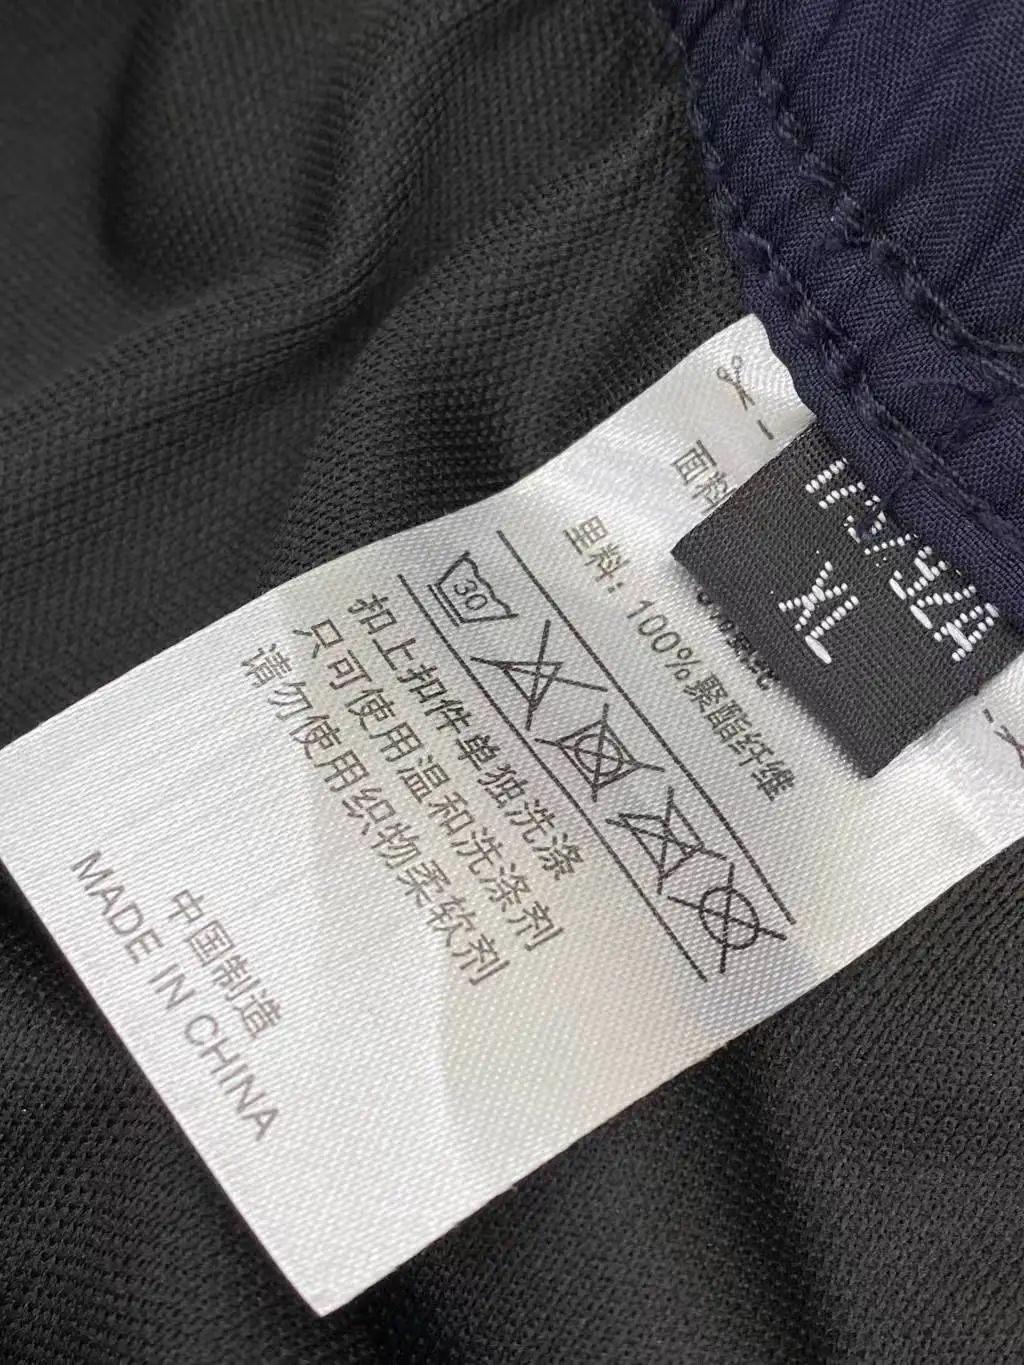 XL
面料
里料：100%聚酯纤维
30
扣上扣件单独洗涤
只可使用温和洗涤剂
请勿使用织物柔软剂
中国制造
MADE IN CHINA